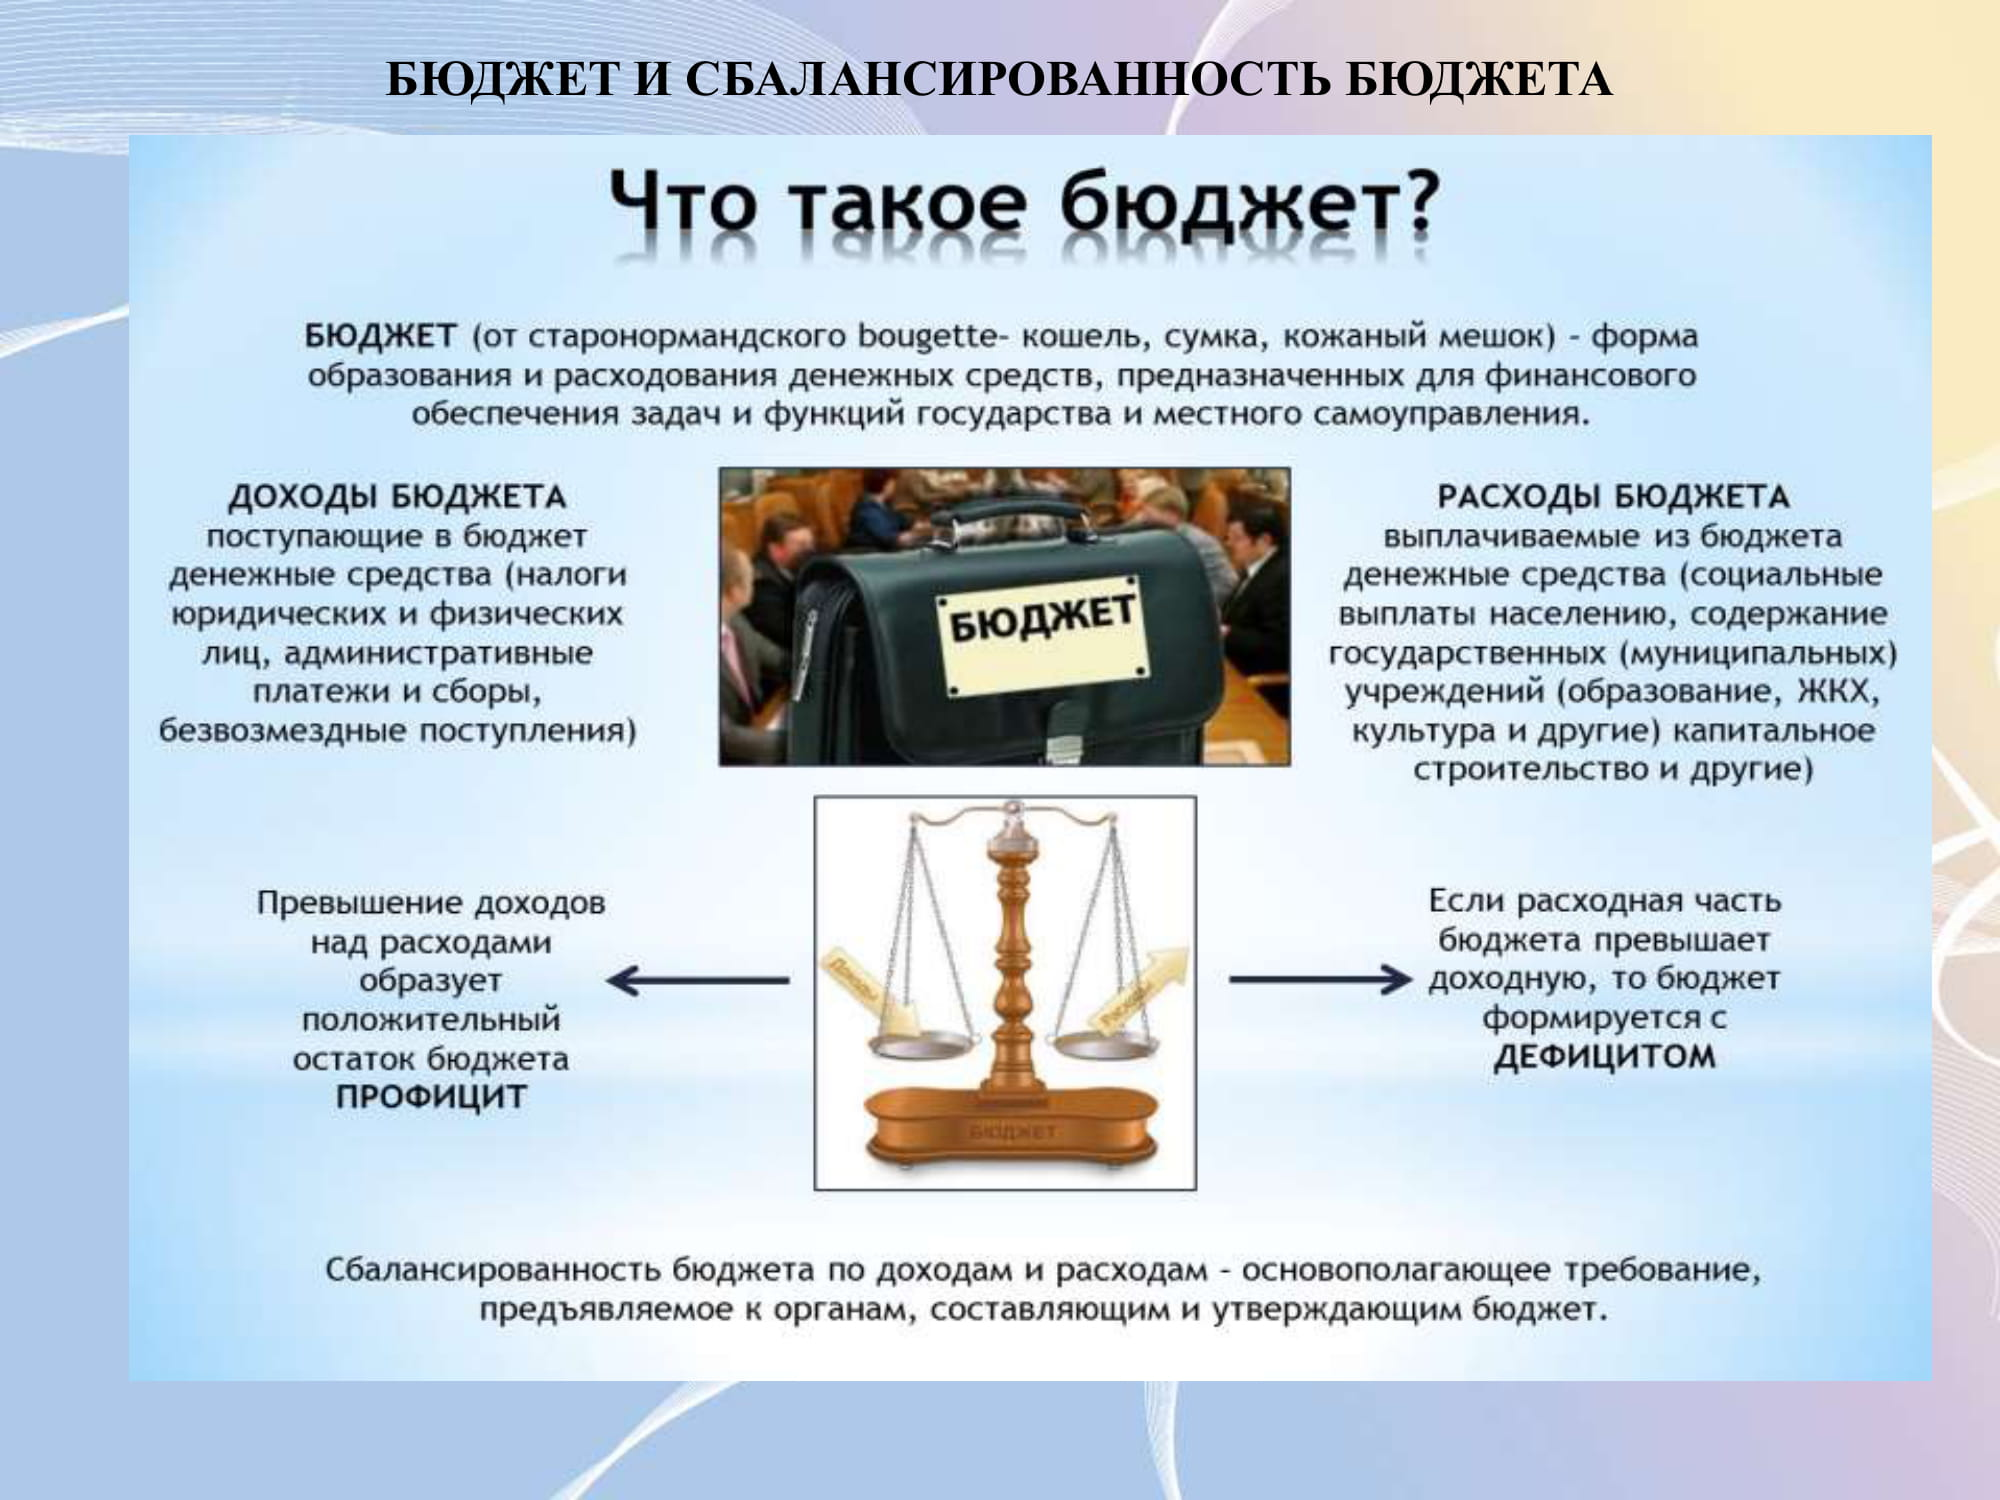 БЮДЖЕТ И СБАЛАНСИРОВАННОСТЬ БЮДЖЕТА
Что такое бюджет?
БЮДЖЕТ (от старонормандского bougette- кошель, сумка, кожаный мешок) - форма
образования и расходования денежных средств, предназначенных для финансового
обеспечения задач и функций государства и местного самоуправления.
ДОХОДЫ БЮДЖЕТА
поступающие в бюджет
денежные средства (налоги
юридических и физических
лиц, административные
платежи и сборы,
безвозмездные поступления)
БЮДЖЕТ
РАСХОДЫ БЮДЖЕТА
выплачиваемые из бюджета
денежные средства (социальные
выплаты населению, содержание
государственных (муниципальных)
учреждений (образование, ЖКХ,
культура и другие) капитальное
строительство и другие)
Превышение доходов
над расходами
образует
положительный
остаток бюджета
ПРОФИЦИТ
Доходы
Расходы
БЮДЖЕТ
Если расходная часть
бюджета превышает
доходную, то бюджет
формируется с
ДЕФИЦИТОМ
Сбалансированность бюджета по доходам и расходам - основополагающее требование,
предъявляемое к органам, составляющим и утверждающим бюджет.